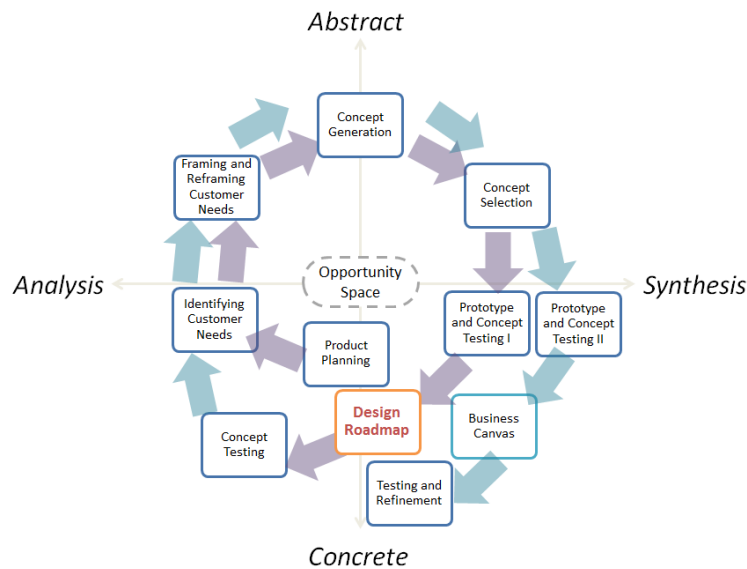 Abstract
Concept
Generation
Framing and
Reframing
Customer
Needs
Concept
Selection
Analysis
Opportunity
Space
Synthesis
Identifying
Customer
Needs
Product
Planning
Prototype
and Concept
Testing I
Prototype
and Concept
Testing II
Design
Roadmap
Business
Canvas
Concept
Testing
Testing and
Refinement
Concrete